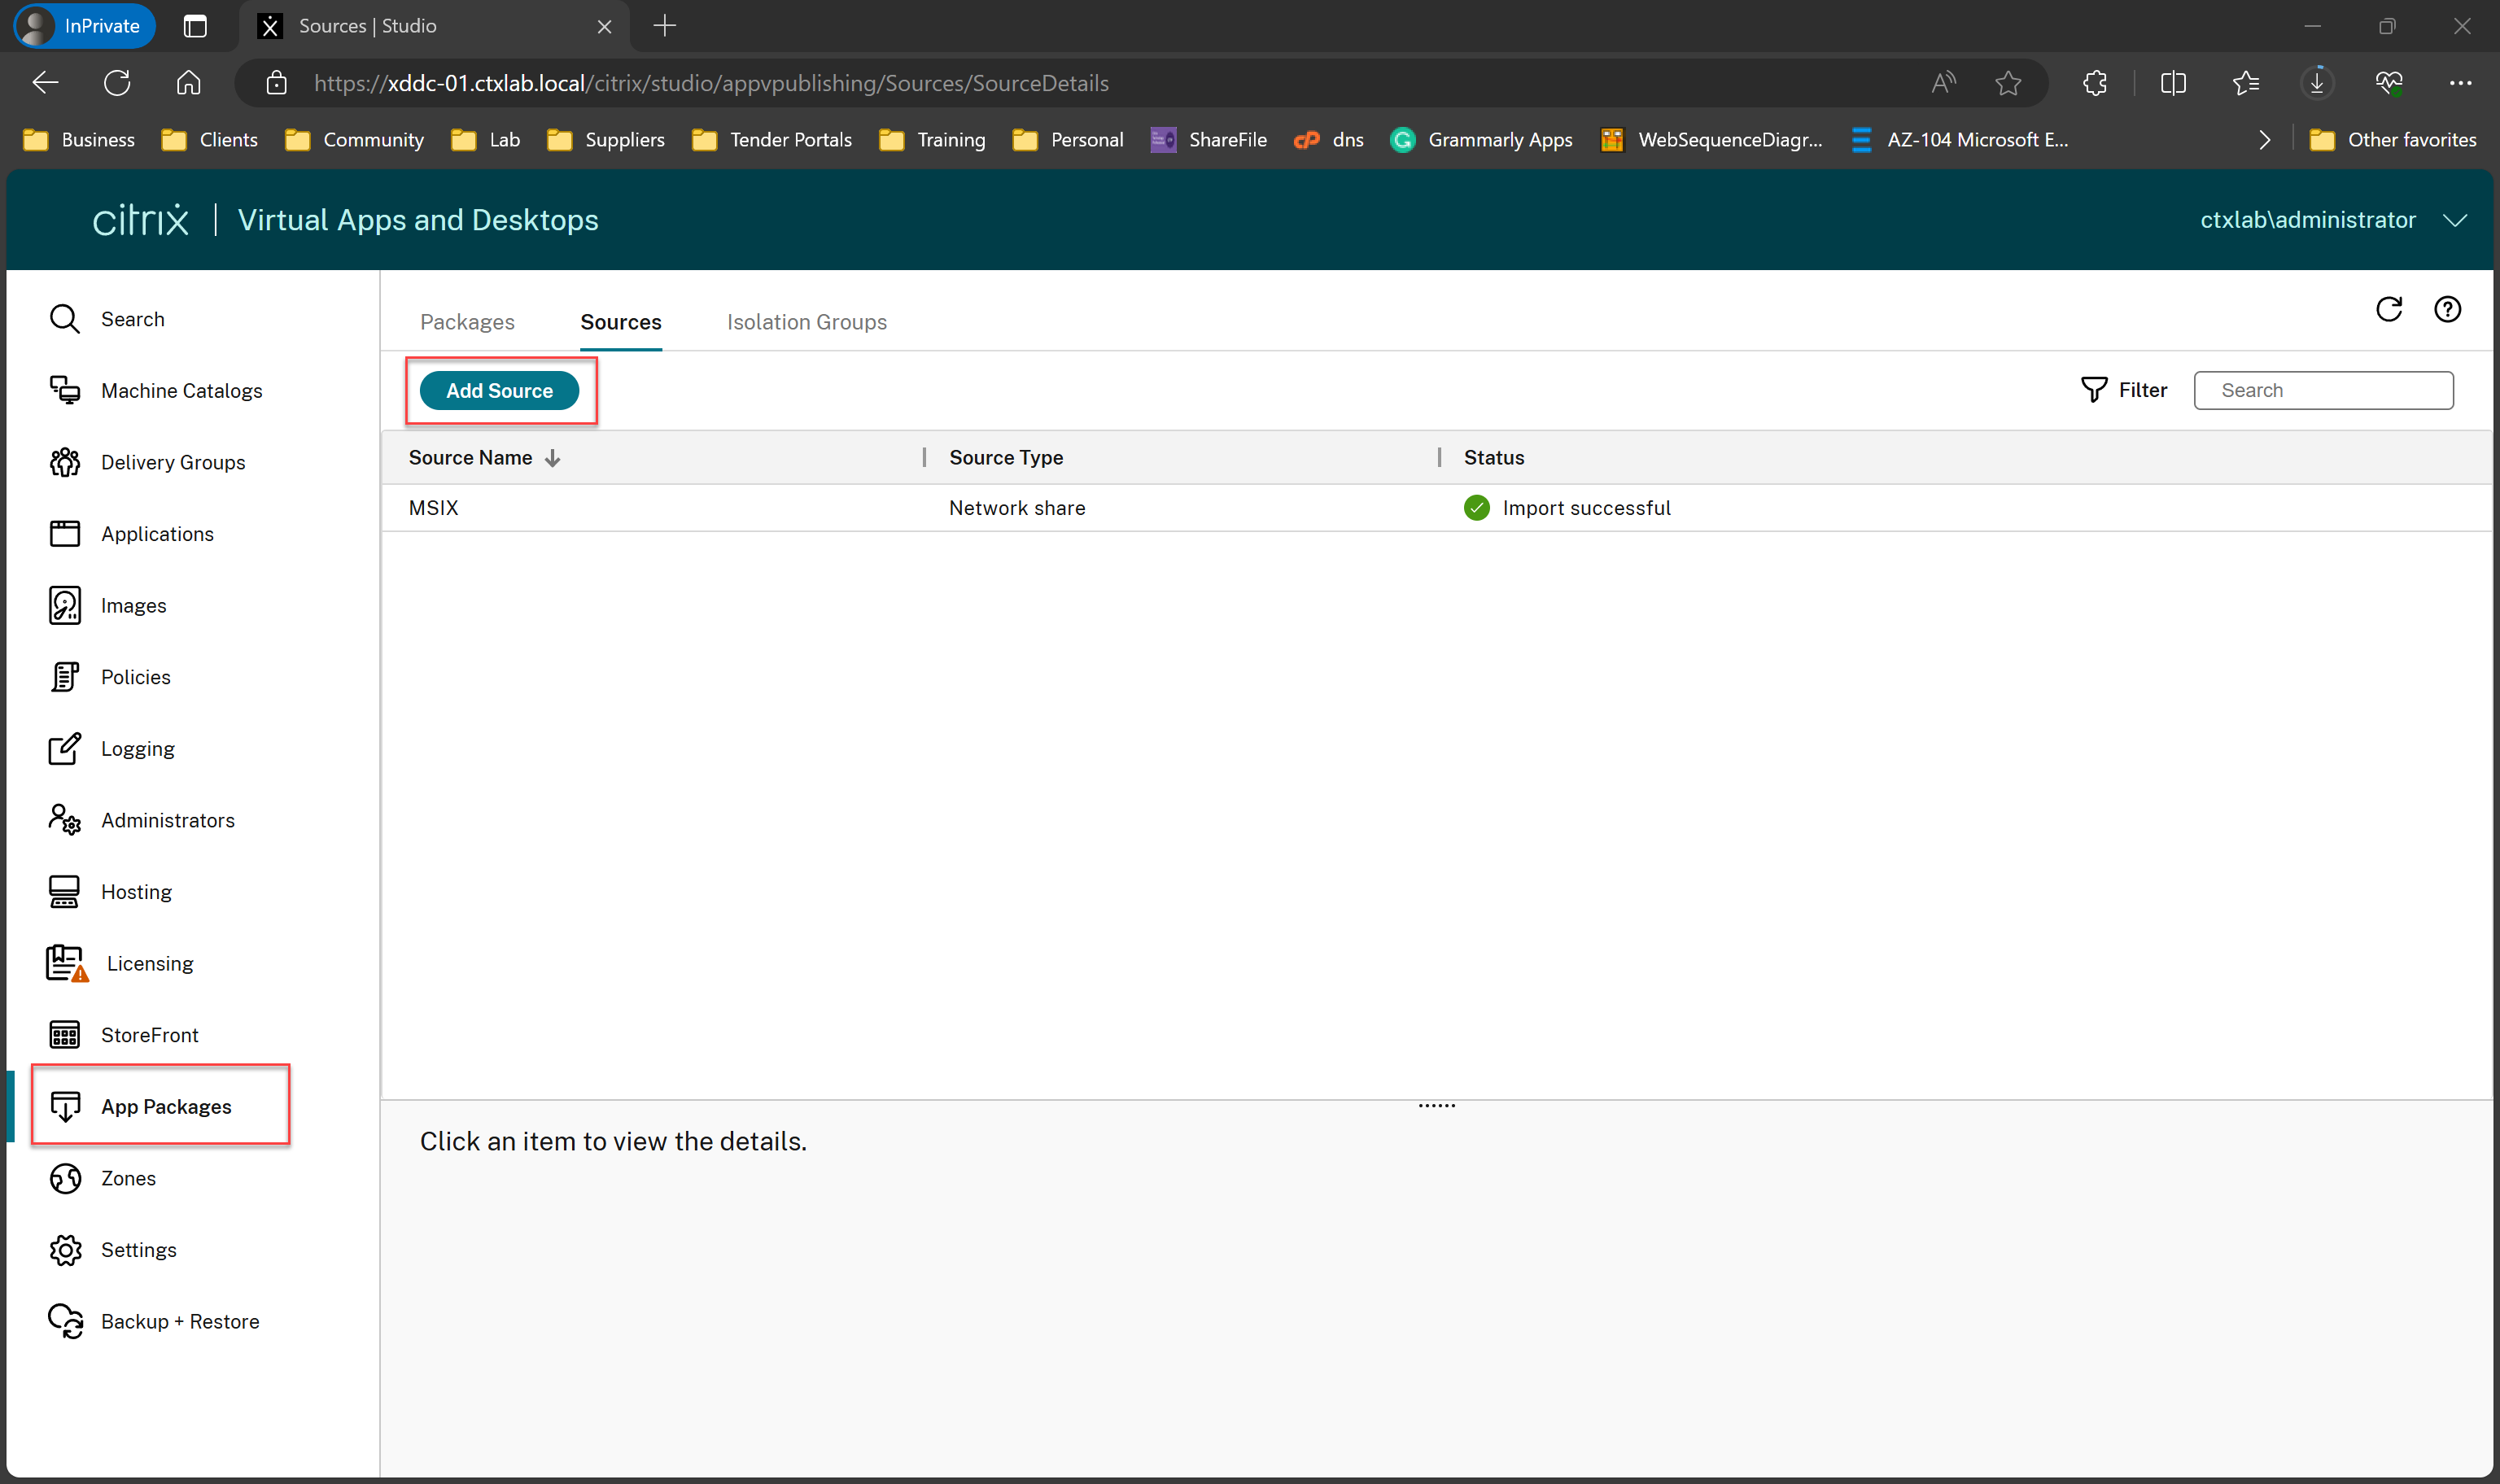 InPrivate
Sources | Studio
https://xddc-01.ctxlab.local/citrix/studio/appvpublishing/Sources/SourceDetails
Business Clients Community Lab Suppliers Tender Portals Training Personal ShareFile dns Grammarly Apps WebSequenceDiagr... AZ-104 Microsoft E... Other favorites
citrix | Virtual Apps and Desktops ctxlab\administrator
Search
Machine Catalogs
Delivery Groups
Applications
Images
Policies
Logging
Administrators
Hosting
Licensing
StoreFront
App Packages
Zones
Settings
Backup + Restore
Packages Sources Isolation Groups
Add Source Filter Search
Source Name Source Type Status
MSIX Network share Import successful
Click an item to view the details.